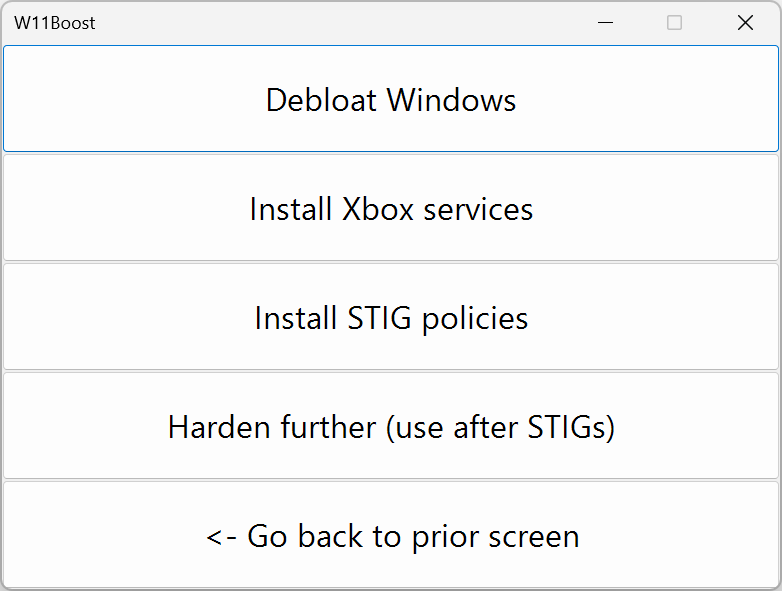 W11Boost
Debloat Windows
Install Xbox services
Install STIG policies
Harden further (use after STIGs)
<- Go back to prior screen